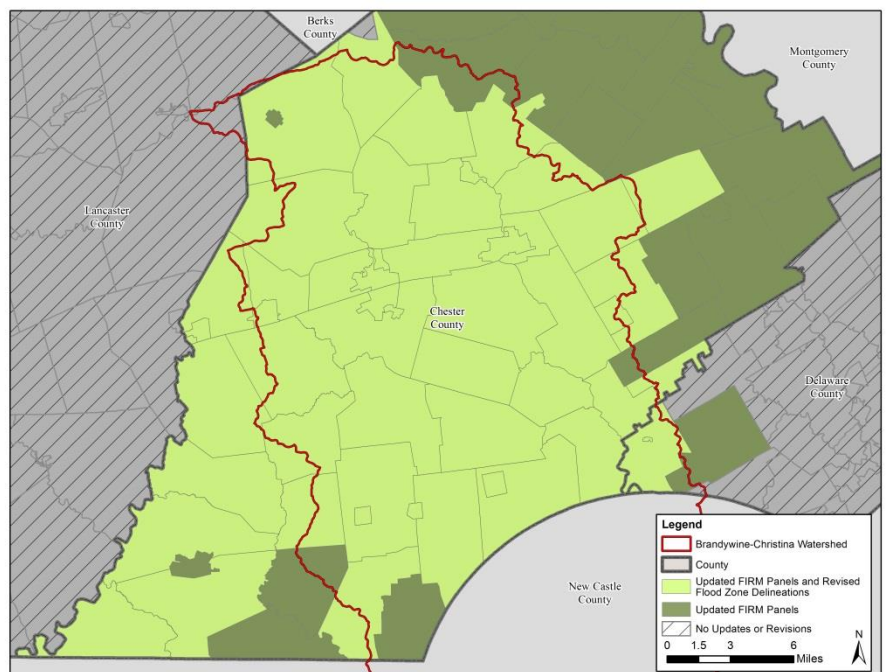 Berks
County
Montgomery
County
Lancaster
County
Chester
County
Delaware
County
New Castle
County
Legend
Brandywine-Christina Watershed
County
Updated FIRM Panels and Revised
Flood Zone Delineations
Updated FIRM Panels
No Updates or Revisions
N
0 1.5 3 6
Miles